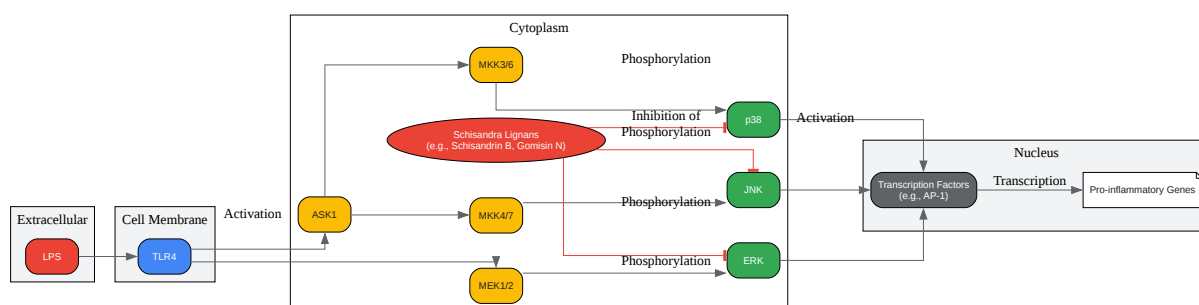 Extracellular
LPS
Cell Membrane
TLR4
Activation
Cytoplasm
ASK1
MKK3/6
Phosphorylation
Schisandra Lignans
(e.g., Schisandrin B, Gomisin N)
Inhibition of
Phosphorylation
MKK4/7
Phosphorylation
MEK1/2
Phosphorylation
p38
JNK
ERK
Activation
Nucleus
Transcription Factors
(e.g., AP-1)
Transcription
Pro-inflammatory Genes